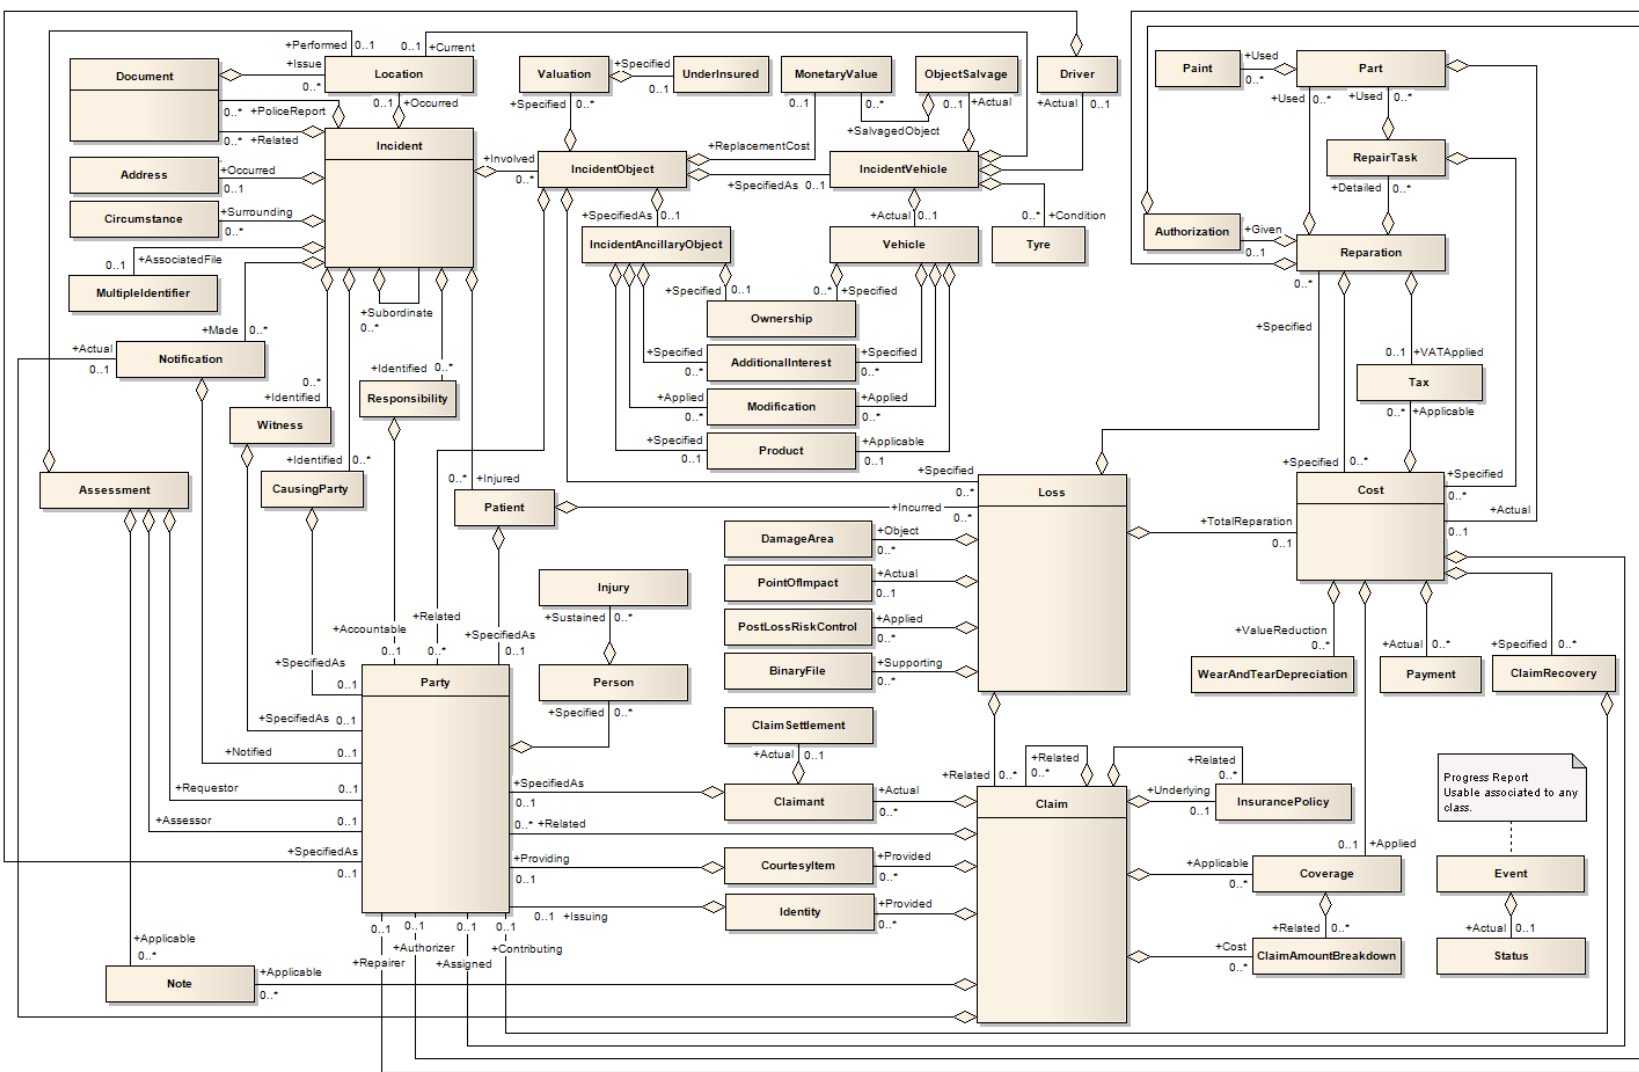 +Performed 0..1
0..1 +Current
+Issue
0..*
Document
Location
0..* +PoliceReport
0..* +Related
0..1 +Occurred
Incident
Address
+Occurred
0..1
Circumstance
+Surrounding
0..*
+AssociatedFile
0..1
MultipleIdentifier
+Made 0..*
+Subordinate
0..*
+Actual
0..1
Notification
+Identified 0..*
Responsibility
0..*
+Identified
Witness
+Identified 0..*
CausingParty
Assessment
0..* +Injured
Patient
+Involved
0..*
Valuation
+Specified
0..1
UnderInsured
+Specified 0..*
IncidentObject
MonetaryValue
0..1
0..*
ObjectSalvage
0..1 +Actual
+SalvagedObject
+ReplacementCost
+SpecifiedAs 0..1
IncidentVehicle
Driver
+Actual 0..1
+SpecifiedAs
0..1
IncidentAncillaryObject
+Actual 0..1
Vehicle
0..* +Condition
Tyre
+Specified 0..1
0..* +Specified
Ownership
+Specified
0..*
AdditionalInterest
+Specified
0..*
+Applied
0..*
Modification
+Applied
0..*
+Specified
0..1
Product
+Applicable
0..1
Paint
+Used
0..*
Part
+Used 0..*
+Used
0..*
RepairTask
+Detailed 0..*
Authorization
+Given
0..1
Reparation
0..*
+Specified
0..1 +VATApplied
Tax
0..* +Applicable
+Specified 0..*
Cost
+Specified
0..*
+Actual
0..1
+Specified
0..*
Loss
+Incurred
0..*
+TotalReparation
0..1
DamageArea
+Object
0..*
PointOfImpact
+Actual
0..1
PostLossRiskControl
+Applied
0..*
BinaryFile
+Supporting
0..*
Injury
+Sustained 0..*
Person
+Specified 0..*
+Related
0..*
+SpecifiedAs
0..1
+Accountable
0..1
+SpecifiedAs
0..1
Party
+SpecifiedAs 0..1
+Notified 0..1
+Requestor 0..1
+Assessor 0..1
+SpecifiedAs
0..1
+ValueReduction
0..*
WearAndTearDepreciation
+Actual 0..*
Payment
+Specified 0..*
ClaimRecovery
ClaimSettlement
+Actual 0..1
+SpecifiedAs
0..1
Claimant
+Actual
0..*
0..* +Related
+Providing
0..1
CourtesyItem
+Provided
0..*
0..1 +Issuing
Identity
+Provided
0..*
+Related 0..*
+Related
0..*
Claim
+Related
0..*
+Underlying
0..1
InsurancePolicy
+Applicable
0..*
0..1 +Applied
Coverage
+Related 0..*
+Cost
0..*
ClaimAmountBreakdown
Progress Report
Usable associated to any
class.
Event
+Actual 0..1
Status
0..1
+Repairer
0..1
+Authorizer
0..1
+Assigned
0..1
+Contributing
+Applicable
0..*
Note
+Applicable
0..*